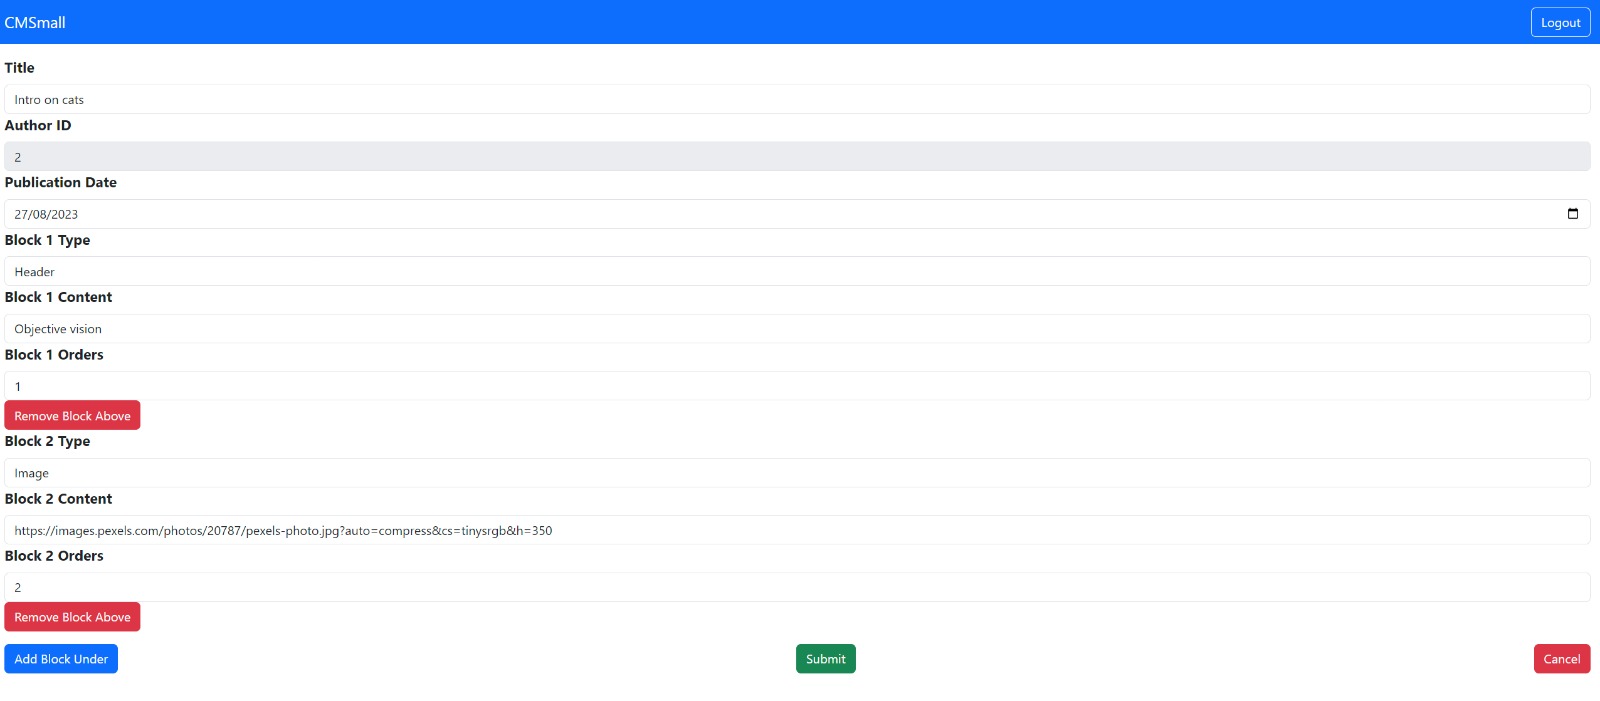 CMSmall
Logout
Title
Intro on cats
Author ID
2
Publication Date
27/08/2023
Block 1 Type
Header
Block 1 Content
Objective vision
Block 1 Orders
1
Remove Block Above
Block 2 Type
Image
Block 2 Content
https://images.pexels.com/photos/20787/pexels-photo.jpg?auto=compress&cs=tinysrgb&h=350
Block 2 Orders
2
Remove Block Above
Add Block Under
Submit
Cancel